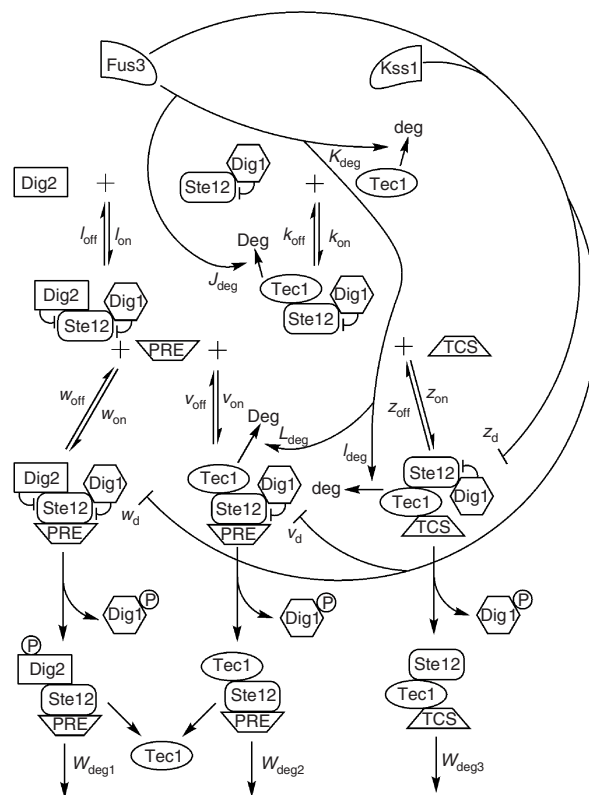 Fus3
Kss1
deg
K_deg
Dig1
Dig2
+
Ste12
+
Tec1
l_off
l_on
k_off
k_on
Deg
J_deg
Tec1
Dig2
Dig1
Dig1
Ste12
Ste12
+
PRE
+
+
TCS
w_off
w_on
v_off
v_on
z_off
z_on
Deg
L_deg
l_deg
z_d
Dig2
Dig1
Tec1
Dig1
Ste12
deg
Ste12
w_d
Ste12
Tec1
Dig1
PRE
PRE
v_d
TCS
P
P
P
Dig1
Dig1
Dig1
P
Dig2
Tec1
Ste12
Ste12
Ste12
Tec1
PRE
PRE
TCS
Tec1
W_deg1
W_deg2
W_deg3